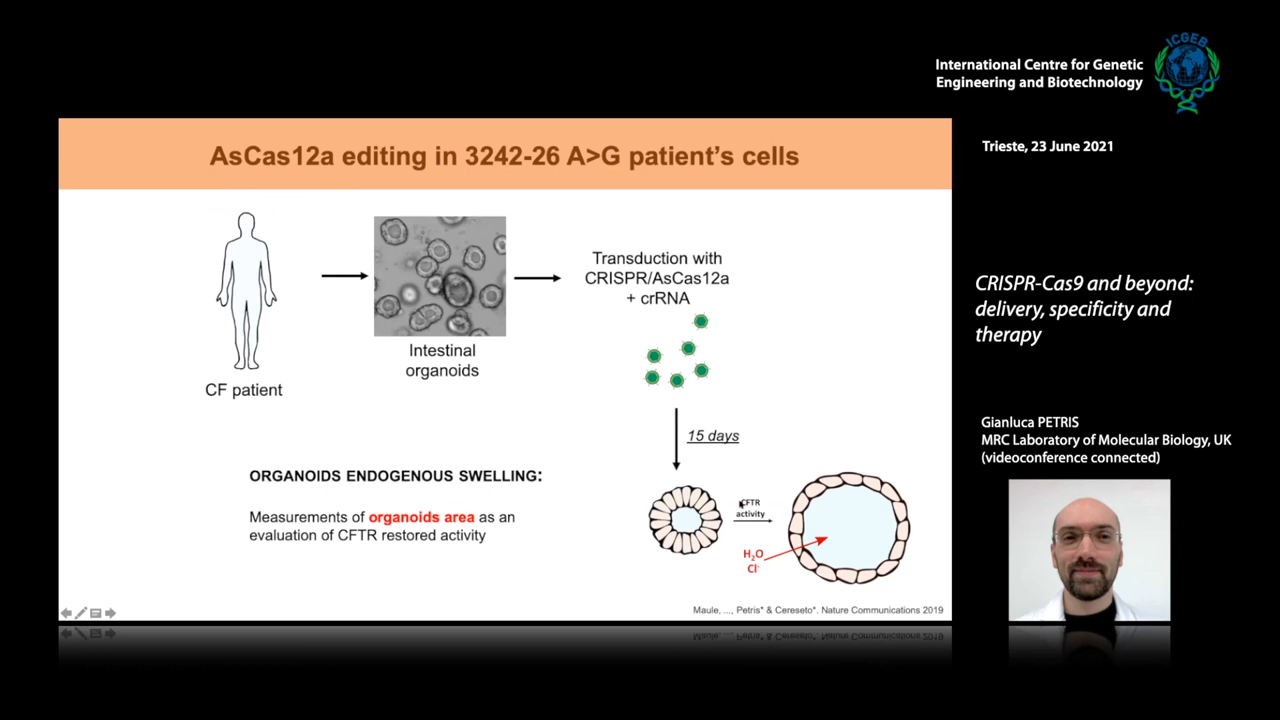 International Centre for Genetic
Engineering and Biotechnology
ICGEB
Trieste, 23 June 2021
AsCas12a editing in 3242-26 A>G patient's cells
CF patient
Intestinal
organoids
Transduction with
CRISPR/AsCas12a
+ crRNA
15 days
ORGANOIDS ENDOGENOUS SWELLING:
Measurements of organoids area as an
evaluation of CFTR restored activity
CFTR
activity
H₂O
Cl⁻
Maule, ..., Petris* & Cereseto*. Nature Communications 2019
CRISPR-Cas9 and beyond:
delivery, specificity and
therapy
Gianluca PETRIS
MRC Laboratory of Molecular Biology, UK
(videoconference connected)